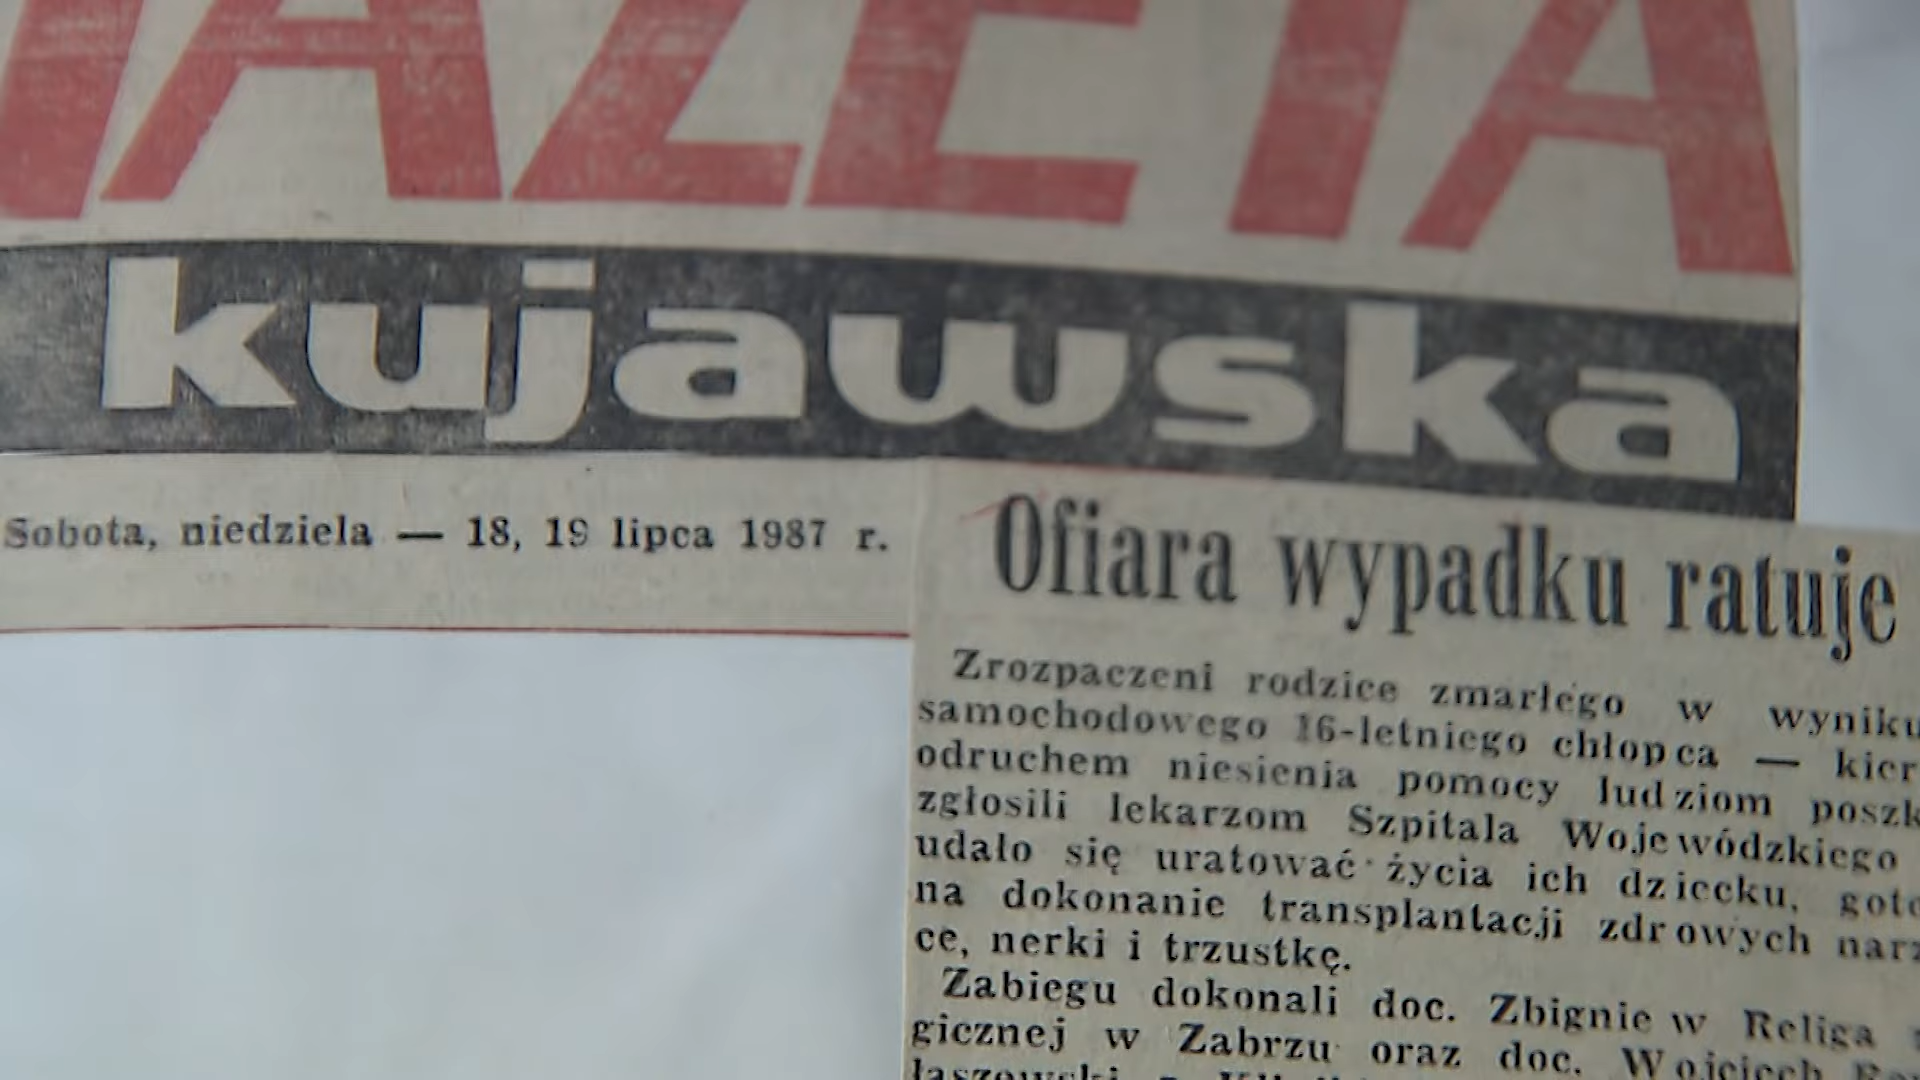 GAZETA
kujawska
Sobota, niedziela — 18, 19 lipca 1987 r.
Ofiara wypadku ratuje
Zrozpaczeni rodzice zmarłego w wyniku
samochodowego 16-letniego chłopca — kier
odruchem niesienia pomocy ludziom poszk
zgłosili lekarzom Szpitala Wojewódzkiego
udało się uratować życia ich dziecku, goto
na dokonanie transplantacji zdrowych narz
ce, nerki i trzustkę.
Zabiegu dokonali doc. Zbigniew Religa
gicznej w Zabrzu oraz doc. Wojciech